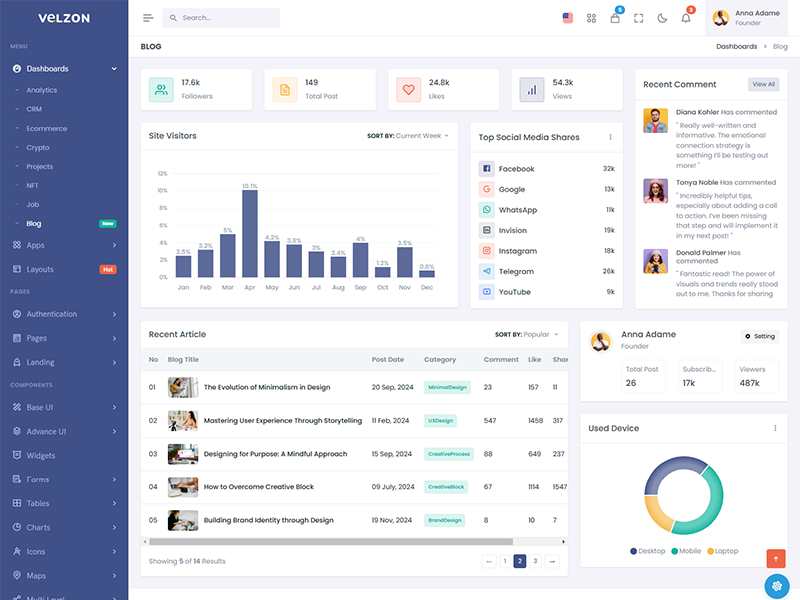 VELZON
Search...
5
3
Anna Adame
Founder
MENU
Dashboards
Analytics
CRM
Ecommerce
Crypto
Projects
NFT
Job
Blog
New
Apps
Layouts
Hot
PAGES
Authentication
Pages
Landing
COMPONENTS
Base UI
Advance UI
Widgets
Forms
Tables
Charts
Icons
Maps
Multi Level
BLOG
Dashboards > Blog
17.6k
Followers
149
Total Post
24.8k
Likes
54.3k
Views
Site Visitors
SORT BY: Current Week
12%
10%
8%
6%
4%
2%
0%
2.5% 3.2% 5% 10.1% 4.2% 3.8% 3% 2.4% 4% 1.2% 3.5% 0.8%
Jan Feb Mar Apr May Jun Jul Aug Sep Oct Nov Dec
Top Social Media Shares
Facebook 32k
Google 13k
WhatsApp 11k
Invision 19k
Instagram 18k
Telegram 26k
YouTube 9k
Recent Comment
View All
Diana Kohler Has commented
" Really well-written and
informative. The emotional
connection strategy is
something I'll be testing out
more! "
Tonya Noble Has commented
" Incredibly helpful tips,
especially about adding a call
to action. I've been missing
that step and will implement it
in my next post! "
Donald Palmer Has
commented
" Fantastic read! The power of
visuals and trends really stood
out to me. Thanks for sharing
Recent Article
SORT BY: Popular
No Blog Title Post Date Category Comment Like Shar
01 The Evolution of Minimalism in Design 20 Sep, 2024 MinimalDesign 23 157 11
02 Mastering User Experience Through Storytelling 11 Feb, 2024 UXDesign 547 1458 317
03 Designing for Purpose: A Mindful Approach 15 Sep, 2024 CreativeProcess 88 649 237
04 How to Overcome Creative Block 09 July, 2024 CreativeBlock 67 1114 1547
05 Building Brand Identity through Design 19 Nov, 2024 BrandDesign 8 10 7
Showing 5 of 14 Results
← 1 2 3 →
Anna Adame
Founder
Setting
Total Post
26
Subscrib...
17k
Viewers
487k
Used Device
Desktop Mobile Laptop